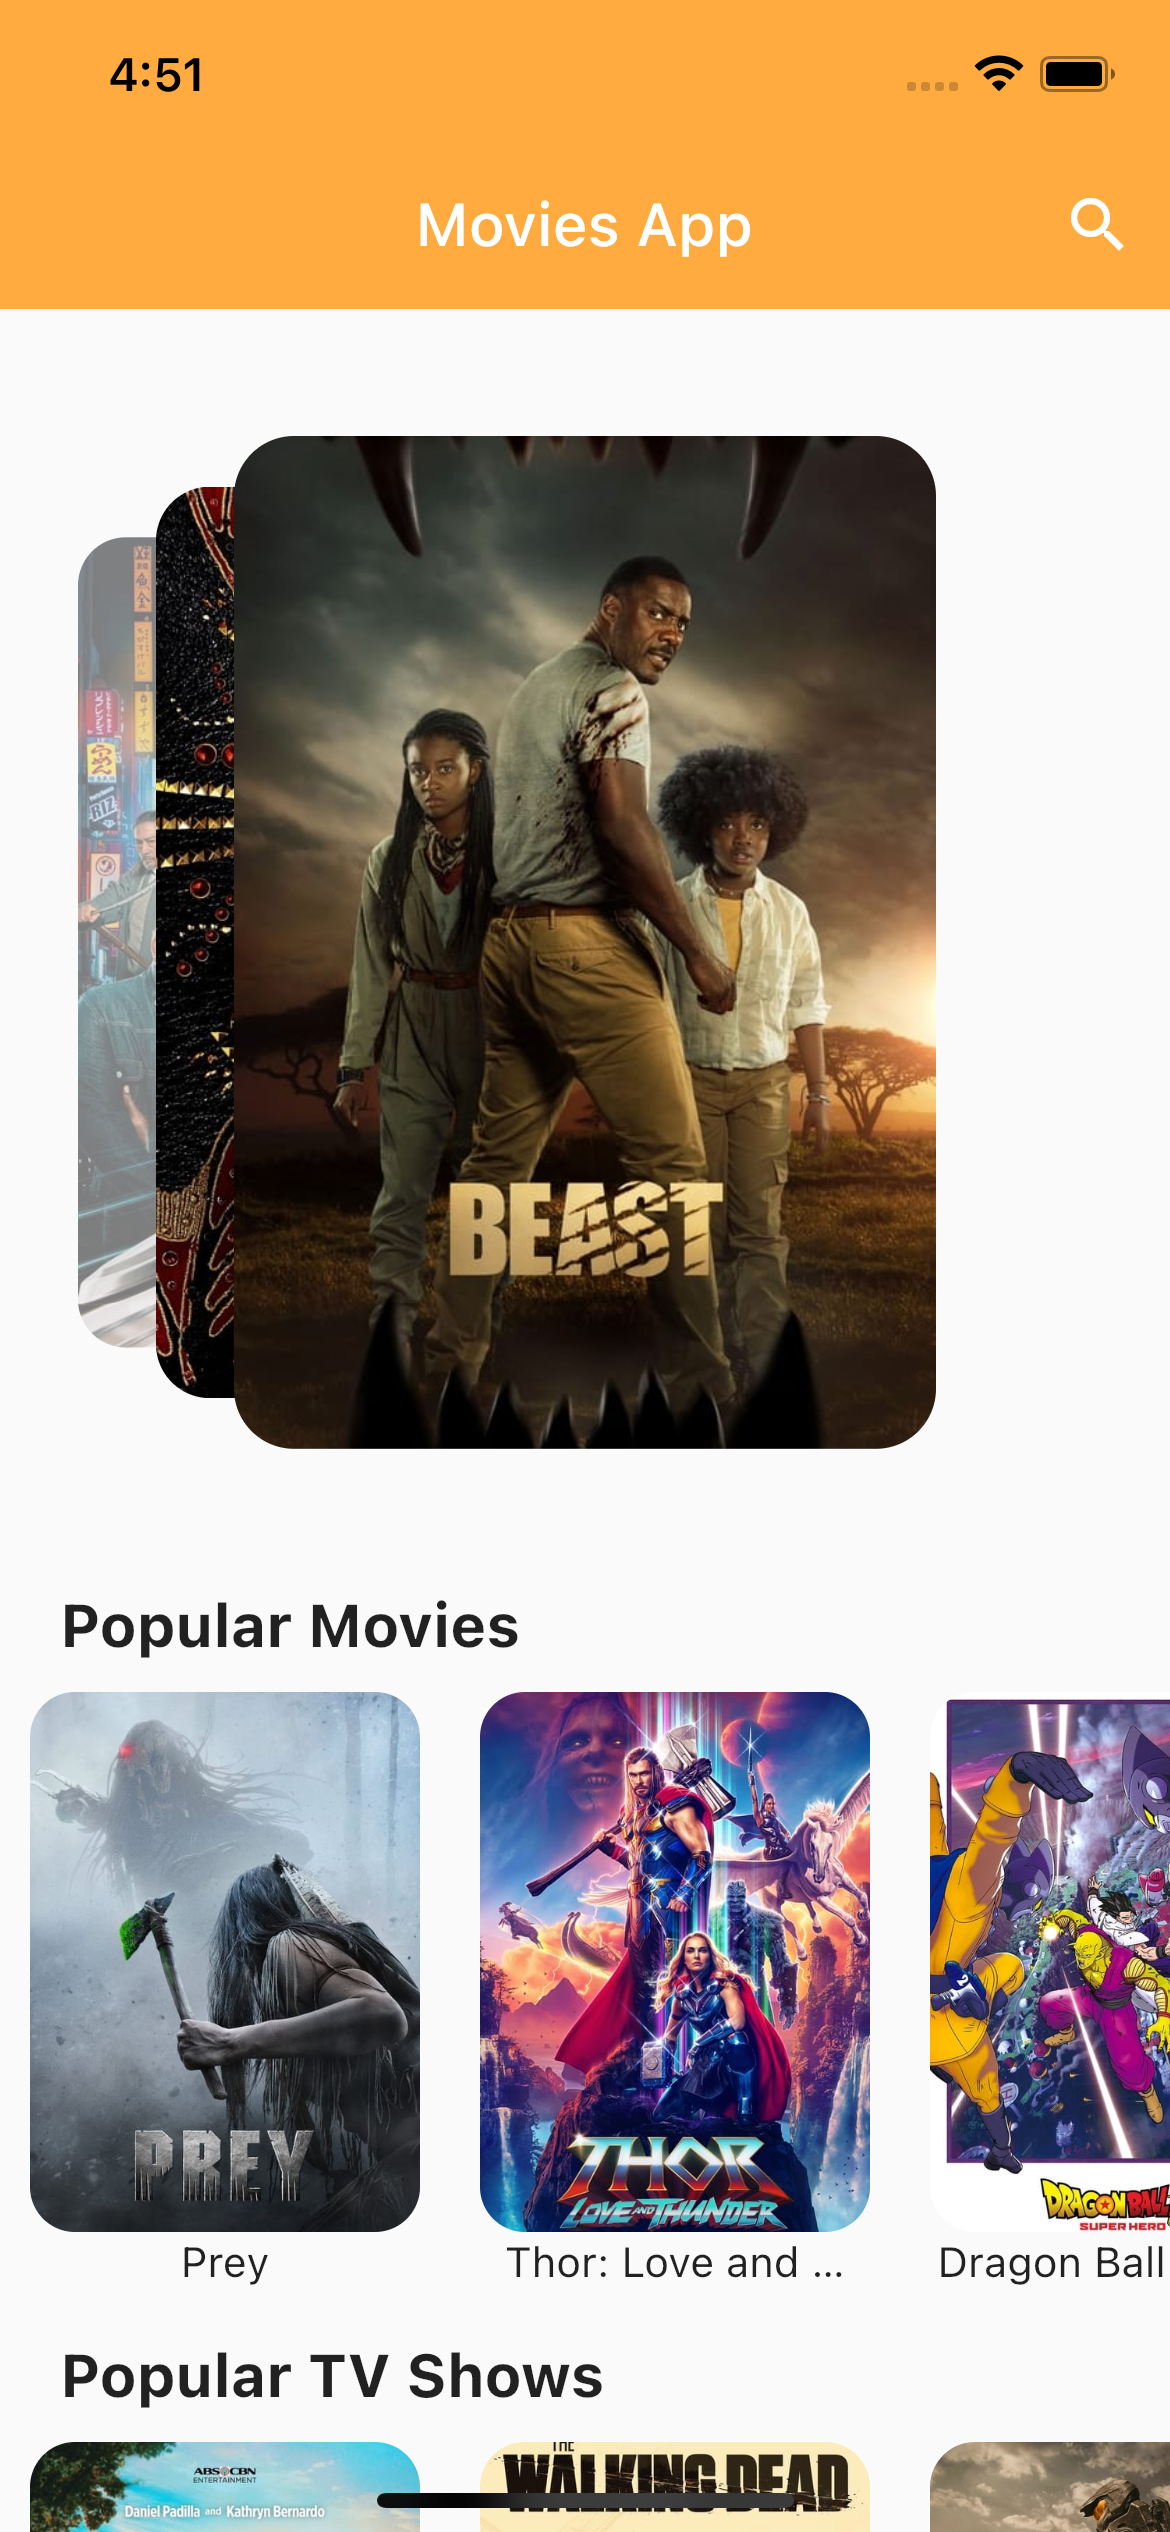 4:51
Movies App
RIZ
BEAST
Popular Movies
PREY
THOR
LOVE AND THUNDER
DRAGON BALL
SUPER HERO
Prey
Thor: Love and ...
Dragon Ball
Popular TV Shows
ABS CBN
ENTERTAINMENT
Daniel Padilla and Kathryn Bernardo
THE
WALKING DEAD